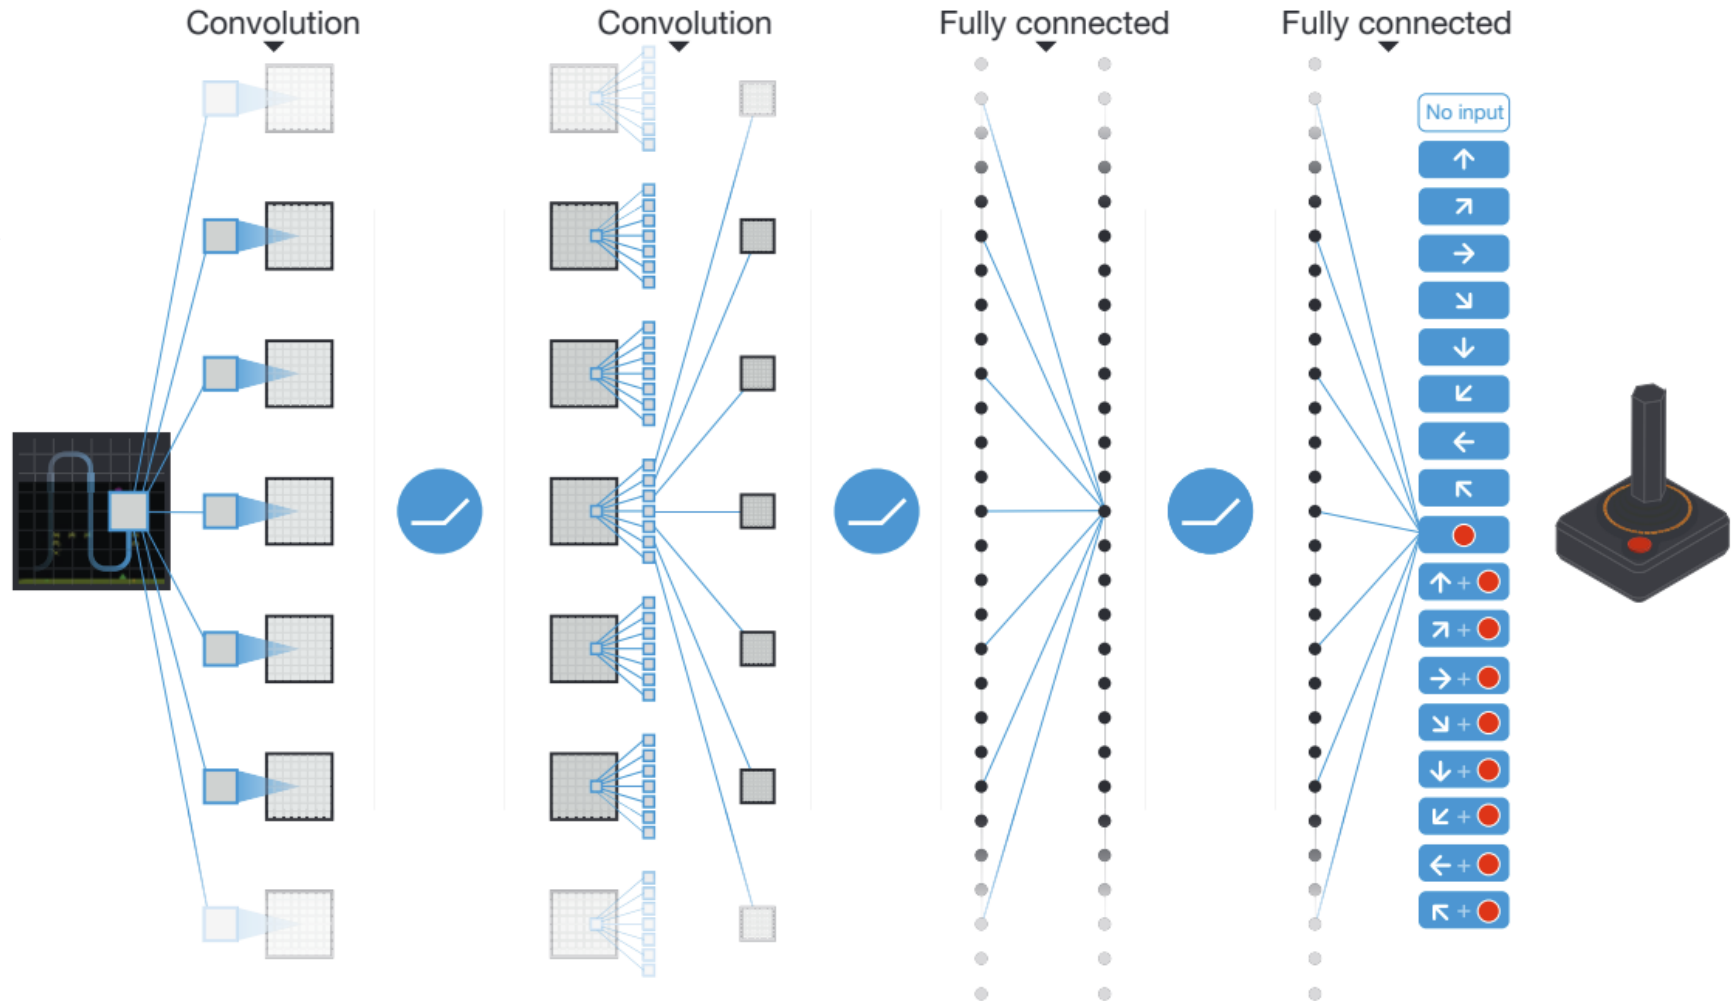 Convolution
Convolution
Fully connected
Fully connected
No input
+
+
+
+
+
+
+
+